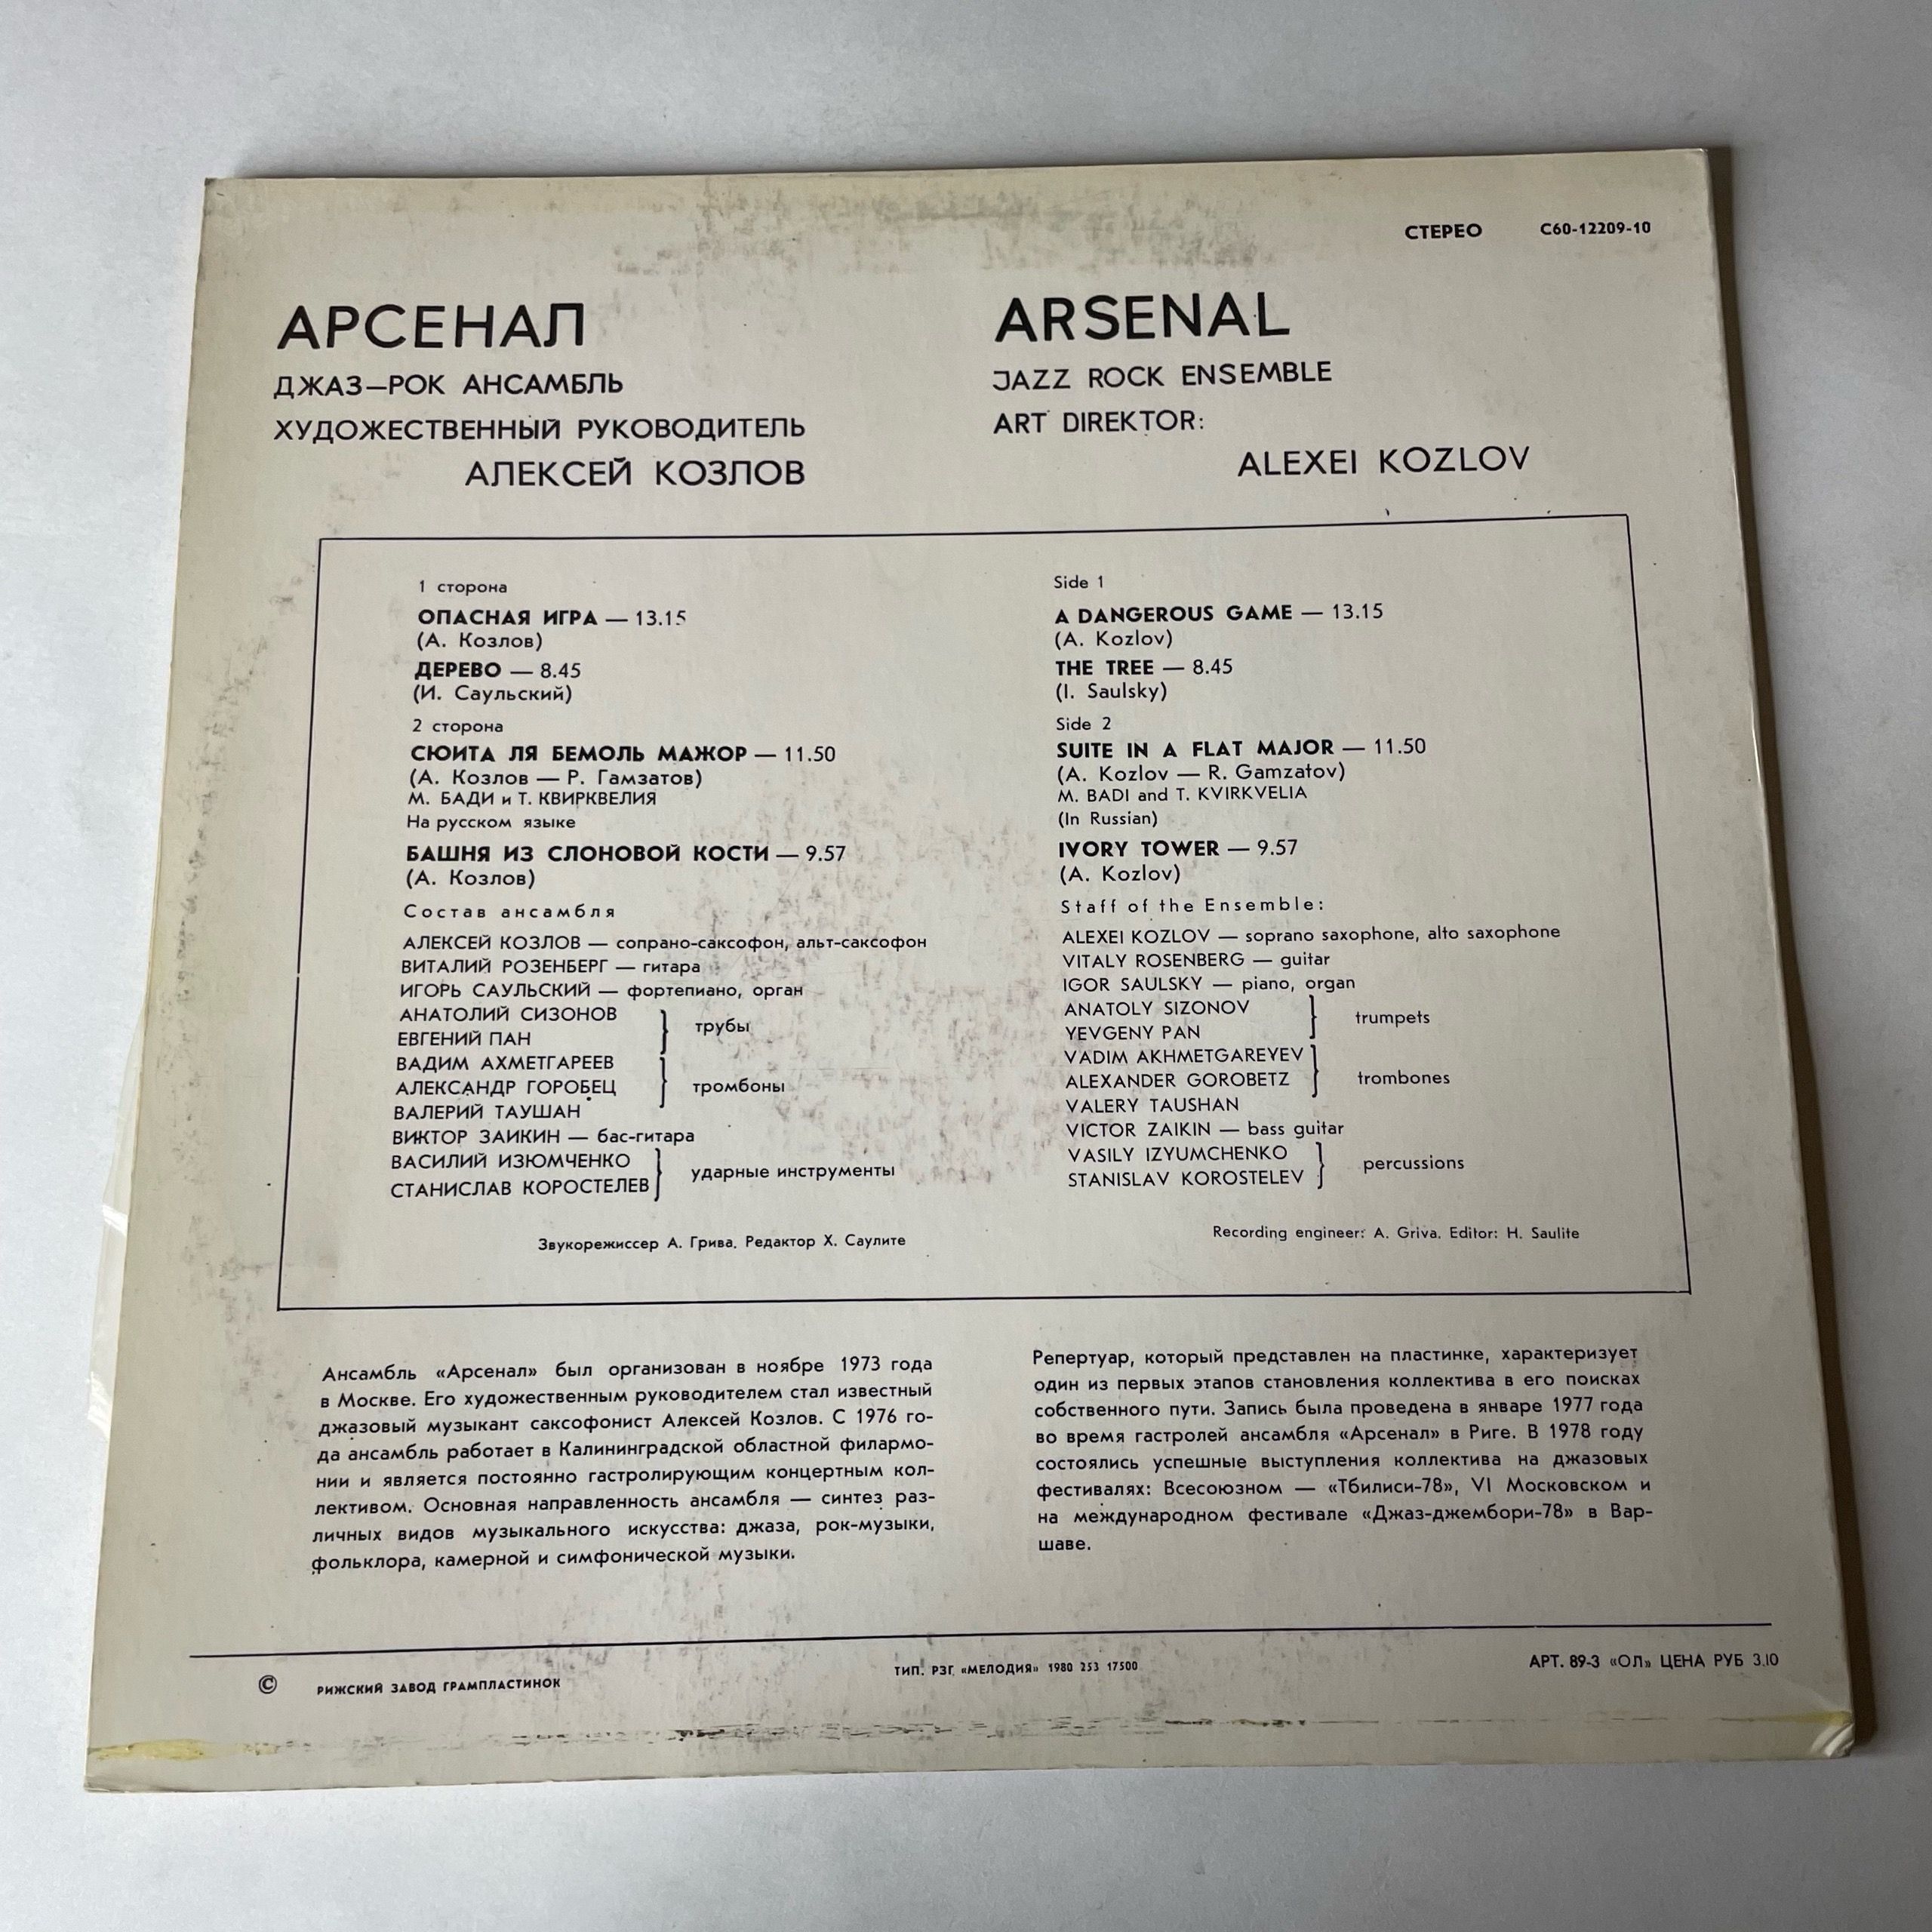 СТЕРЕО С60-12209-10
АРСЕНАЛ
ДЖАЗ—РОК АНСАМБЛЬ
ХУДОЖЕСТВЕННЫЙ РУКОВОДИТЕЛЬ
АЛЕКСЕЙ КОЗЛОВ
ARSENAL
JAZZ ROCK ENSEMBLE
ART DIREKTOR:
ALEXEI KOZLOV
1 сторона
ОПАСНАЯ ИГРА — 13.15
(А. Козлов)
ДЕРЕВО — 8.45
(И. Саульский)
2 сторона
СЮИТА ЛЯ БЕМОЛЬ МАЖОР — 11.50
(А. Козлов — Р. Гамзатов)
М. БАДИ и Т. КВИРКВЕЛИЯ
На русском языке
БАШНЯ ИЗ СЛОНОВОЙ КОСТИ — 9.57
(А. Козлов)
Состав ансамбля
АЛЕКСЕЙ КОЗЛОВ — сопрано-саксофон, альт-саксофон
ВИТАЛИЙ РОЗЕНБЕРГ — гитара
ИГОРЬ САУЛЬСКИЙ — фортепиано, орган
АНАТОЛИЙ СИЗОНОВ
ЕВГЕНИЙ ПАН
трубы
ВАДИМ АХМЕТГАРЕЕВ
АЛЕКСАНДР ГОРОБЕЦ
тромбоны
ВАЛЕРИЙ ТАУШАН
ВИКТОР ЗАИКИН — бас-гитара
ВАСИЛИЙ ИЗЮМЧЕНКО
СТАНИСЛАВ КОРОСТЕЛЕВ
ударные инструменты
Звукорежиссер А. Грива. Редактор Х. Саулите
Side 1
A DANGEROUS GAME — 13.15
(A. Kozlov)
THE TREE — 8.45
(I. Saulsky)
Side 2
SUITE IN A FLAT MAJOR — 11.50
(A. Kozlov — R. Gamzatov)
M. BADI and T. KVIRKVELIA
(In Russian)
IVORY TOWER — 9.57
(A. Kozlov)
Staff of the Ensemble:
ALEXEI KOZLOV — soprano saxophone, alto saxophone
VITALY ROSENBERG — guitar
IGOR SAULSKY — piano, organ
ANATOLY SIZONOV
YEVGENY PAN
trumpets
VADIM AKHMETGAREYEV
ALEXANDER GOROBETZ
trombones
VALERY TAUSHAN
VICTOR ZAIKIN — bass guitar
VASILY IZYUMCHENKO
STANISLAV KOROSTELEV
percussions
Recording engineer: A. Griva. Editor: H. Saulite
Ансамбль «Арсенал» был организован в ноябре 1973 года
в Москве. Его художественным руководителем стал известный
джазовый музыкант саксофонист Алексей Козлов. С 1976 го-
да ансамбль работает в Калининградской областной филармо-
нии и является постоянно гастролирующим концертным кол-
лективом. Основная направленность ансамбля — синтез раз-
личных видов музыкального искусства: джаза, рок-музыки,
фольклора, камерной и симфонической музыки.
Репертуар, который представлен на пластинке, характеризует
один из первых этапов становления коллектива в его поисках
собственного пути. Запись была проведена в январе 1977 года
во время гастролей ансамбля «Арсенал» в Риге. В 1978 году
состоялись успешные выступления коллектива на джазовых
фестивалях: Всесоюзном — «Тбилиси-78», VI Московском и
на международном фестивале «Джаз-джембори-78» в Вар-
шаве.
© РИЖСКИЙ ЗАВОД ГРАМПЛАСТИНОК
ТИП. РЗГ «МЕЛОДИЯ» 1980 253 17500
АРТ. 89-3 «ОЛ» ЦЕНА РУБ 3.10